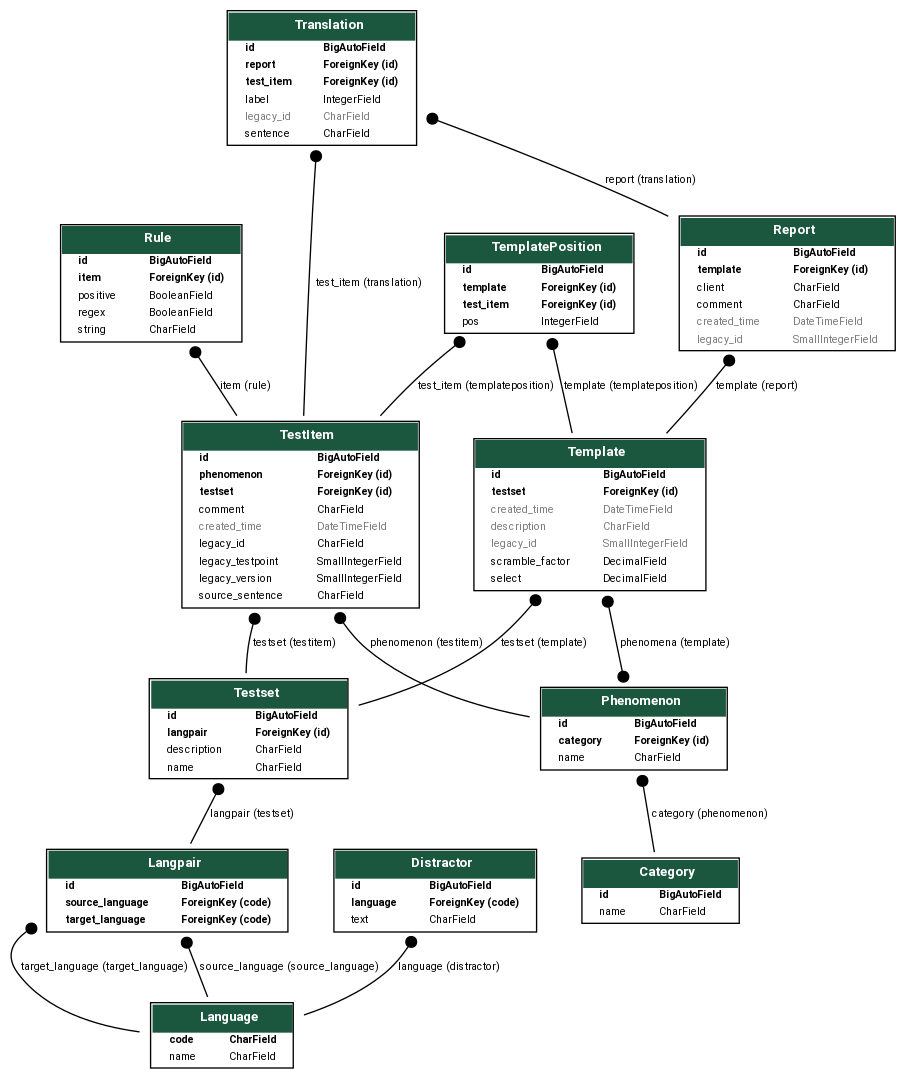 Translation
id BigAutoField
report ForeignKey (id)
test_item ForeignKey (id)
label IntegerField
legacy_id CharField
sentence CharField
report (translation)
Rule
id BigAutoField
item ForeignKey (id)
positive BooleanField
regex BooleanField
string CharField
test_item (translation)
TemplatePosition
id BigAutoField
template ForeignKey (id)
test_item ForeignKey (id)
pos IntegerField
Report
id BigAutoField
template ForeignKey (id)
client CharField
comment CharField
created_time DateTimeField
legacy_id SmallIntegerField
item (rule)
test_item (templateposition)
template (templateposition)
template (report)
TestItem
id BigAutoField
phenomenon ForeignKey (id)
testset ForeignKey (id)
comment CharField
created_time DateTimeField
legacy_id CharField
legacy_testpoint SmallIntegerField
legacy_version SmallIntegerField
source_sentence CharField
Template
id BigAutoField
testset ForeignKey (id)
created_time DateTimeField
description CharField
legacy_id SmallIntegerField
scramble_factor DecimalField
select DecimalField
testset (testitem)
phenomenon (testitem)
testset (template)
phenomena (template)
Testset
id BigAutoField
langpair ForeignKey (id)
description CharField
name CharField
Phenomenon
id BigAutoField
category ForeignKey (id)
name CharField
langpair (testset)
category (phenomenon)
Langpair
id BigAutoField
source_language ForeignKey (code)
target_language ForeignKey (code)
Distractor
id BigAutoField
language ForeignKey (code)
text CharField
Category
id BigAutoField
name CharField
target_language (target_language)
source_language (source_language)
language (distractor)
Language
code CharField
name CharField